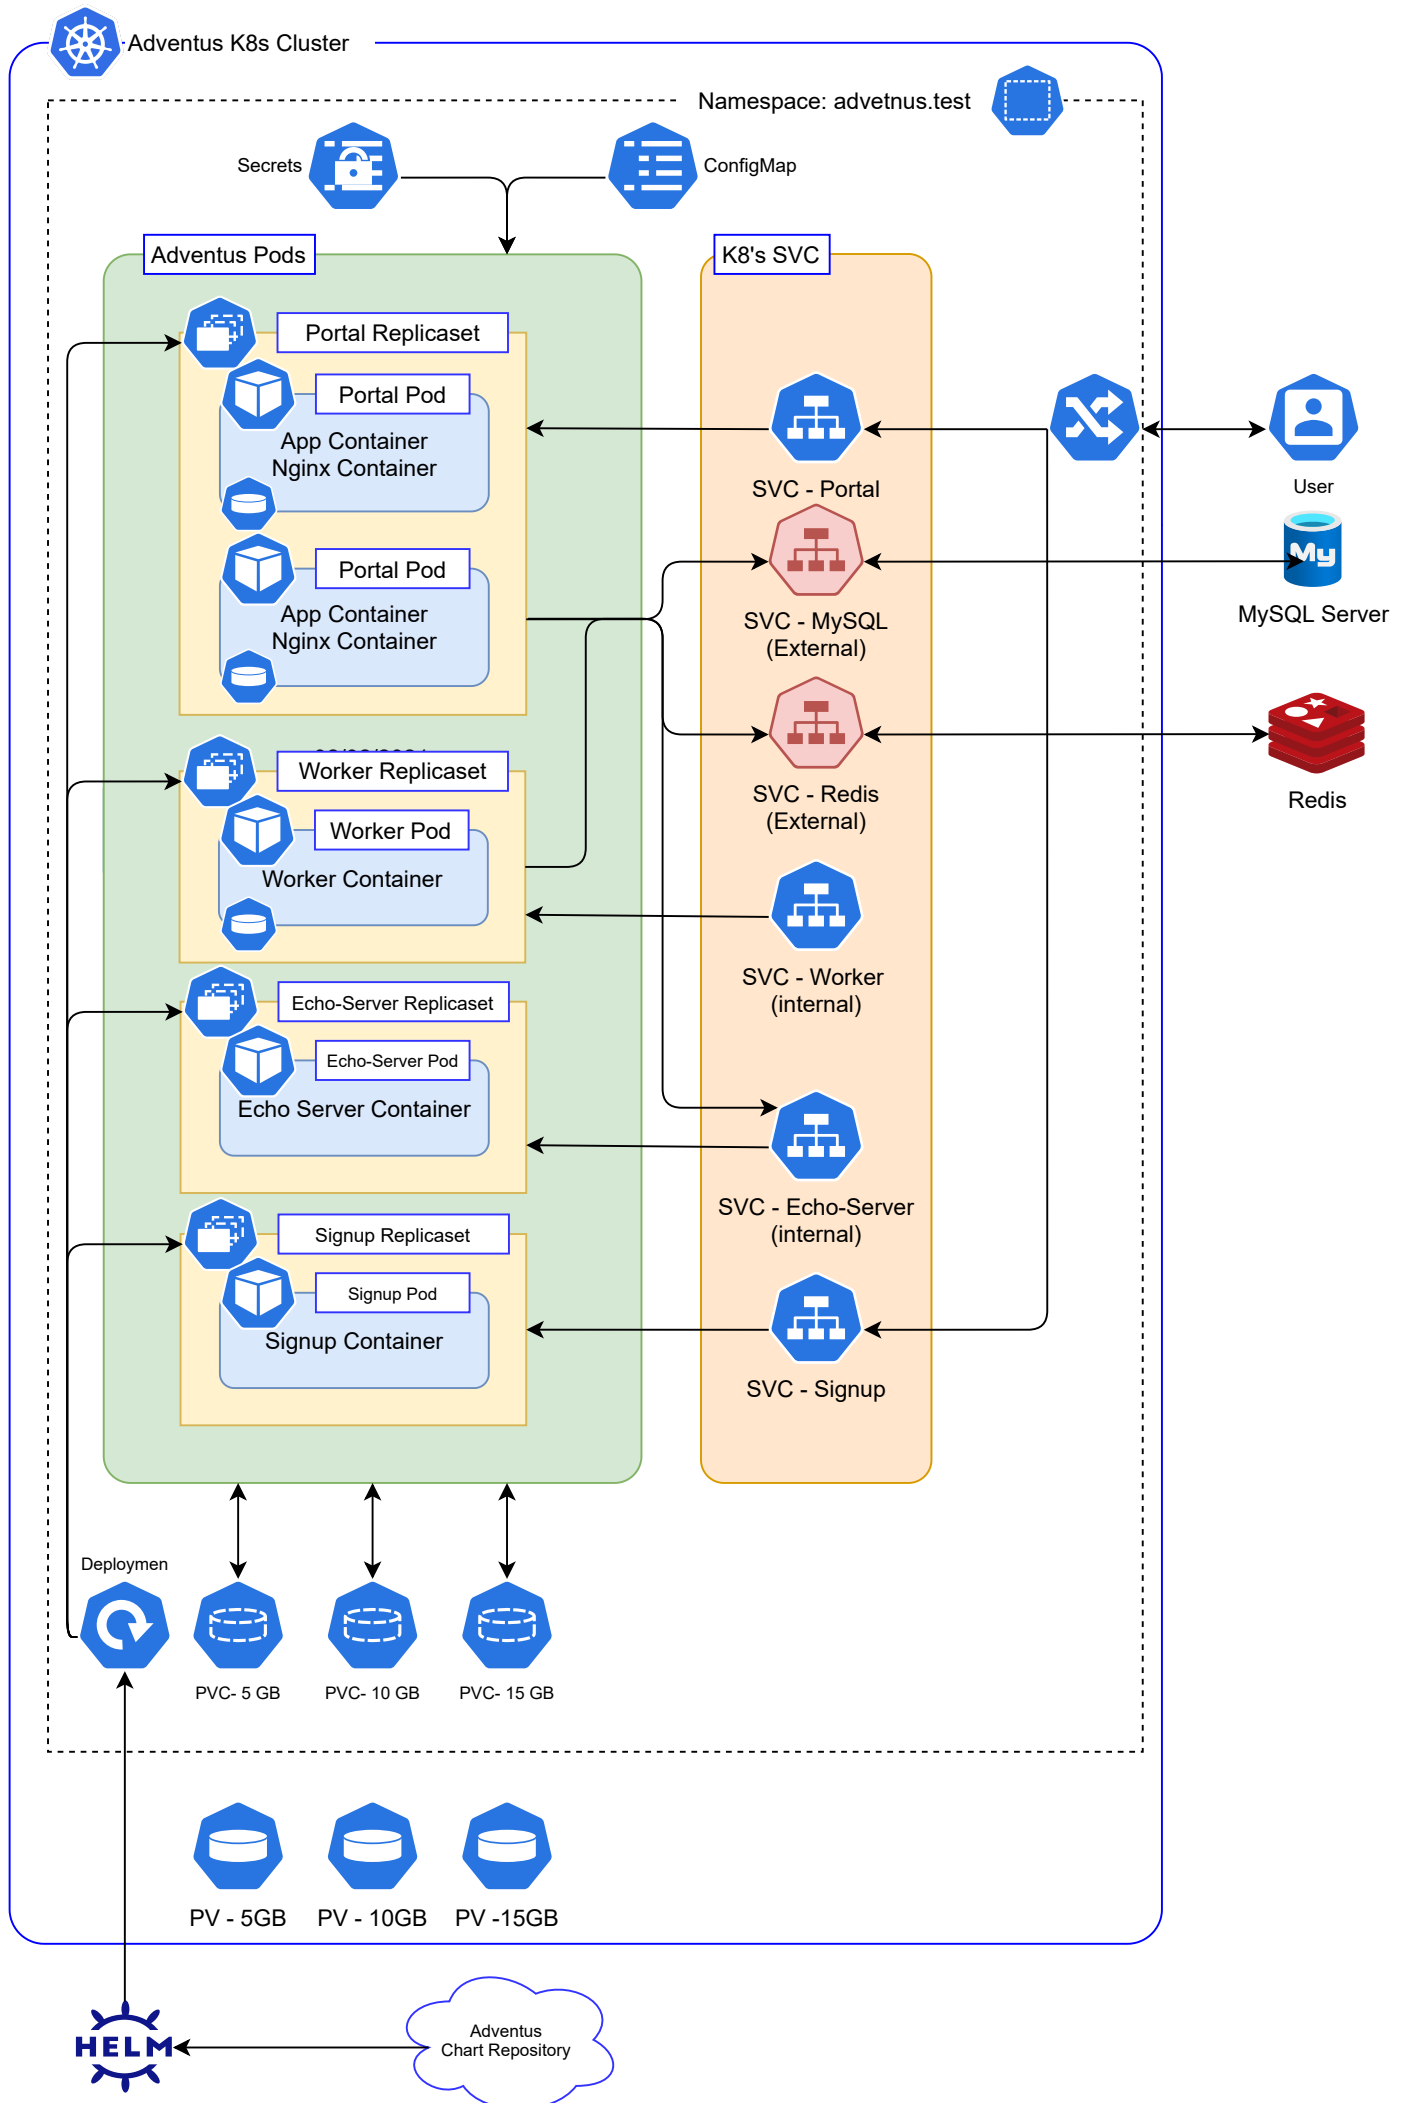 Adventus K8s Cluster
Namespace: advetnus.test
Secrets
ConfigMap
Adventus Pods
K8's SVC
Portal Replicaset
Portal Pod
App Container
Nginx Container
Portal Pod
App Container
Nginx Container
SVC - Portal
User
SVC - MySQL
(External)
MySQL Server
My
SVC - Redis
(External)
Redis
Worker Replicaset
Worker Pod
Worker Container
SVC - Worker
(internal)
Echo-Server Replicaset
Echo-Server Pod
Echo Server Container
SVC - Echo-Server
(internal)
Signup Replicaset
Signup Pod
Signup Container
SVC - Signup
Deploymen
PVC- 5 GB
PVC- 10 GB
PVC- 15 GB
PV - 5GB
PV - 10GB
PV -15GB
HELM
Adventus
Chart Repository